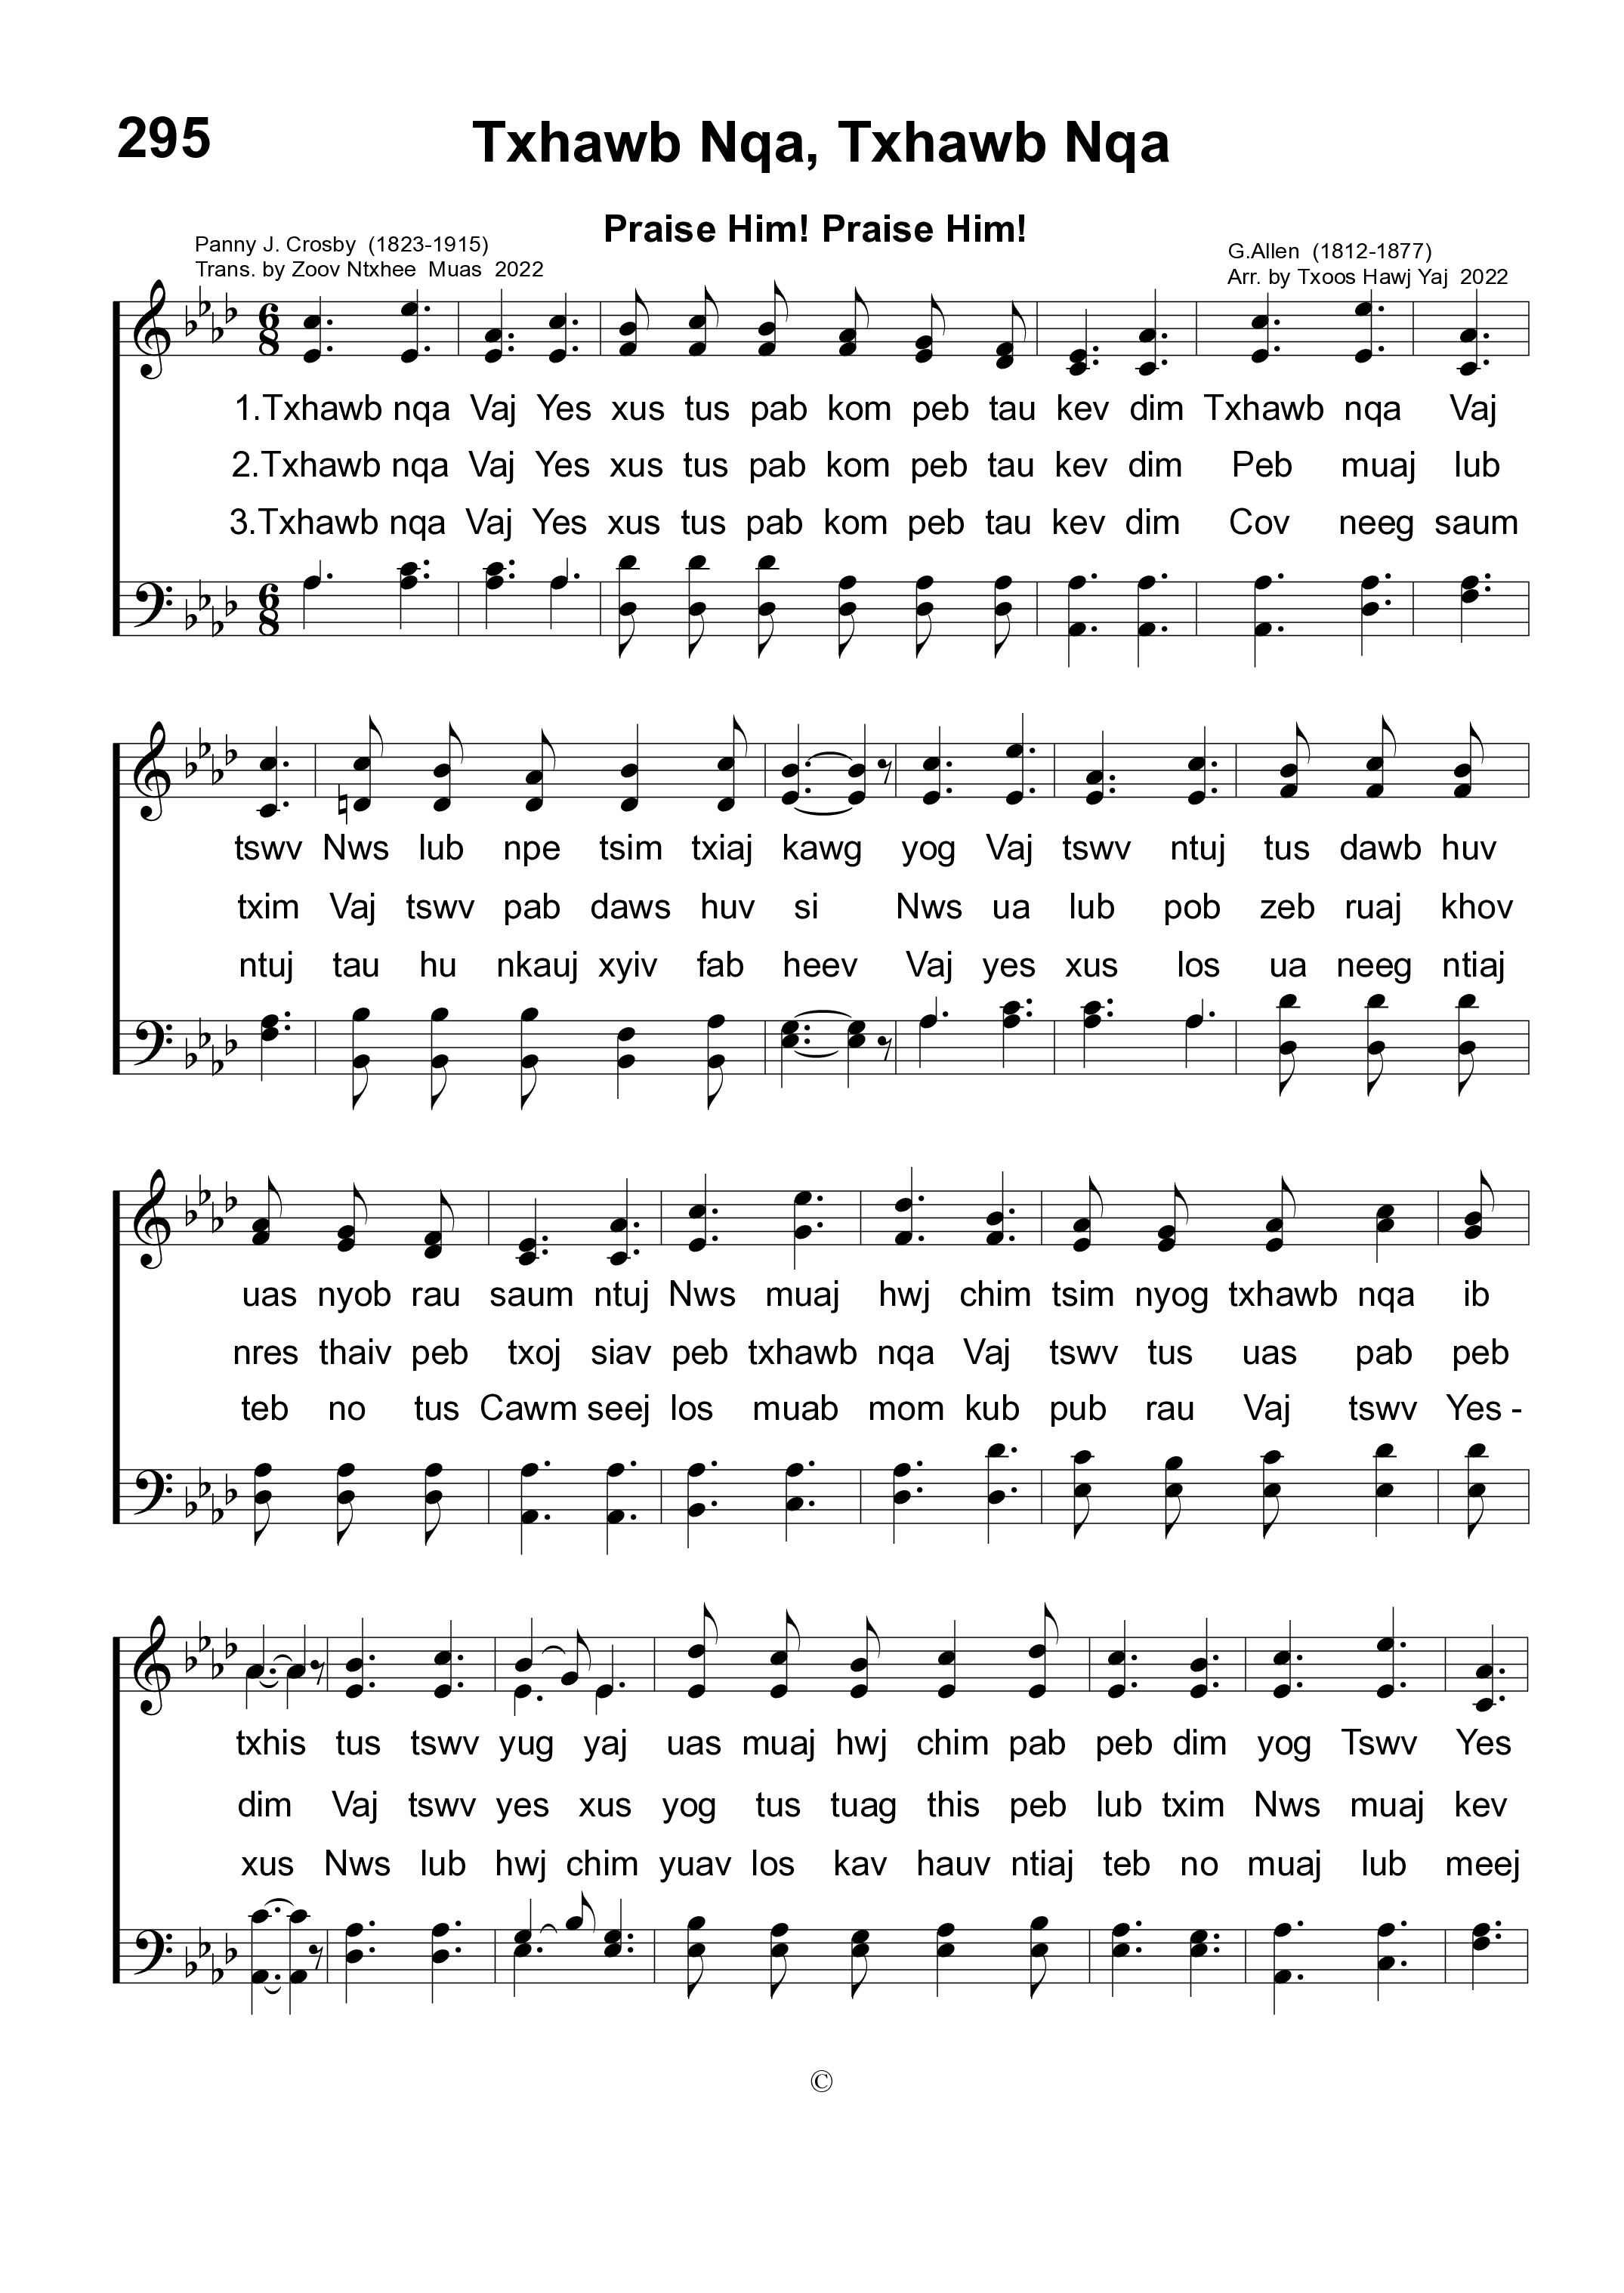 295
Txhawb Nqa, Txhawb Nqa
Praise Him! Praise Him!
Panny J. Crosby (1823-1915)
Trans. by Zoov Ntxhee Muas 2022
G.Allen (1812-1877)
Arr. by Txoos Hawj Yaj 2022
6
8
1.Txhawb nqa Vaj Yes xus tus pab kom peb tau kev dim Txhawb nqa Vaj
2.Txhawb nqa Vaj Yes xus tus pab kom peb tau kev dim Peb muaj lub
3.Txhawb nqa Vaj Yes xus tus pab kom peb tau kev dim Cov neeg saum
6
8
tswv Nws lub npe tsim txiaj kawg yog Vaj tswv ntuj tus dawb huv
txim Vaj tswv pab daws huv si Nws ua lub pob zeb ruaj khov
ntuj tau hu nkauj xyiv fab heev Vaj yes xus los ua neeg ntiaj
uas nyob rau saum ntuj Nws muaj hwj chim tsim nyog txhawb nqa ib
nres thaiv peb txoj siav peb txhawb nqa Vaj tswv tus uas pab peb
teb no tus Cawm seej los muab mom kub pub rau Vaj tswv Yes -
txhis tus tswv yug yaj uas muaj hwj chim pab peb dim yog Tswv Yes
dim Vaj tswv yes xus yog tus tuag this peb lub txim Nws muaj kev
xus Nws lub hwj chim yuav los kav hauv ntiaj teb no muaj lub meej
©